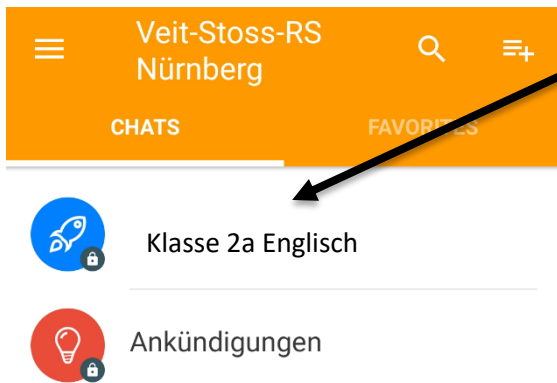 Veit-Stoss-RS
Nürnberg
CHATS
FAVORITES
Klasse 2a Englisch
Ankündigungen